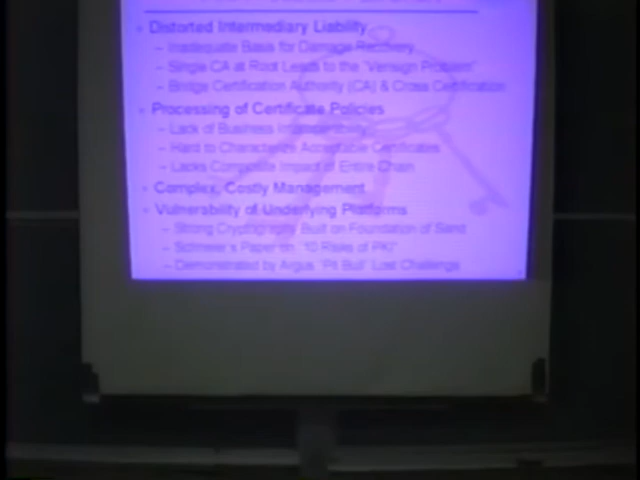 - Distorted Intermediary Liability
– Inadequate Basis for Damage Recovery
– Single CA at Root Leads to the "Verisign Problem"
– Bridge Certification Authority (CA) & Cross Certification
- Processing of Certificate Policies
– Lack of Business
– Hard to Characterize Acceptable Certificates
– Lacks Composite Impact of Entire Chain
- Complex, Costly Management
- Vulnerability of Underlying Platforms
– Strong Cryptography Built on Foundation of Sand
– Schneier's Paper on "10 Risks of PKI"
– Demonstrated by Argus "Pit Bull" Lost Challenge